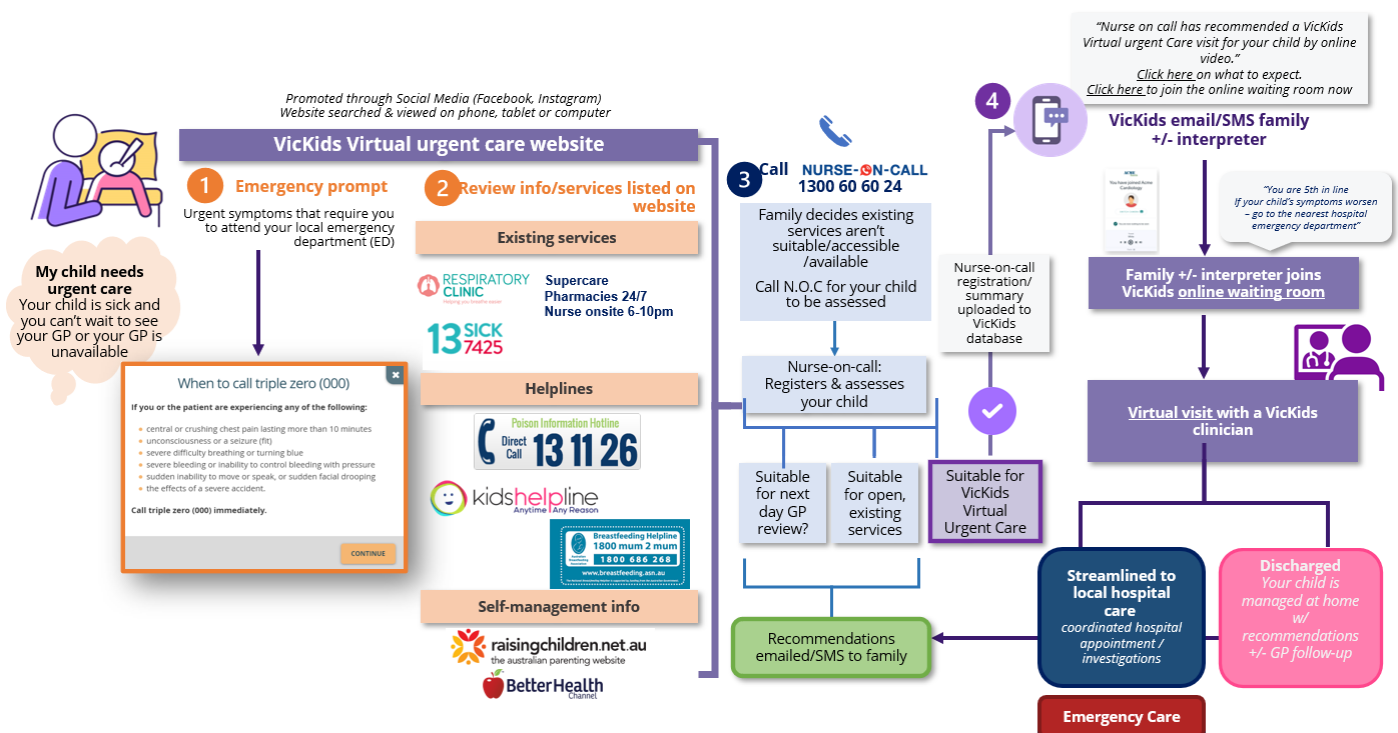 Promoted through Social Media (Facebook, Instagram)
Website searched & viewed on phone, tablet or computer
VicKids Virtual urgent care website
My child needs
urgent care
Your child is sick and
you can't wait to see
your GP or your GP is
unavailable
1
Emergency prompt
Urgent symptoms that require you
to attend your local emergency
department (ED)
When to call triple zero (000)
If you or the patient are experiencing any of the following:
central or crushing chest pain lasting more than 10 minutes
unconsciousness or a seizure (fit)
severe difficulty breathing or turning blue
severe bleeding or inability to control bleeding with pressure
sudden inability to move or speak, or sudden facial drooping
the effects of a severe accident.
Call triple zero (000) immediately.
CONTINUE
2
Review info/services listed on
website
Existing services
RESPIRATORY
CLINIC
Helping you breathe easier
Supercare
Pharmacies 24/7
Nurse onsite 6-10pm
13 SICK
7425
Helplines
Poison Information Hotline
Direct
Call
13 11 26
kidshelpline
Anytime Any Reason
Breastfeeding Helpline
1800 mum 2 mum
1800 686 268
www.breastfeeding.asn.au
Self-management info
raisingchildren.net.au
the australian parenting website
BetterHealth
Channel
3
Call NURSE-ON-CALL
1300 60 60 24
Family decides existing
services aren't
suitable/accessible
/available
Call N.O.C for your child
to be assessed
Nurse-on-call:
Registers & assesses
your child
Suitable
for next
day GP
review?
Suitable
for open,
existing
services
Suitable for
VicKids
Virtual
Urgent Care
Recommendations
emailed/SMS to family
Nurse-on-call
registration/
summary
uploaded to
VicKids
database
4
"Nurse on call has recommended a VicKids
Virtual urgent Care visit for your child by online
video."
Click here on what to expect.
Click here to join the online waiting room now
VicKids email/SMS family
+/- interpreter
You have joined Acme
Cardiology
"You are 5th in line
If your child's symptoms worsen
– go to the nearest hospital
emergency department"
Family +/- interpreter joins
VicKids online waiting room
Virtual visit with a VicKids
clinician
Streamlined to
local hospital
care
coordinated hospital
appointment /
investigations
Discharged
Your child is
managed at home
w/
recommendations
+/- GP follow-up
Emergency Care